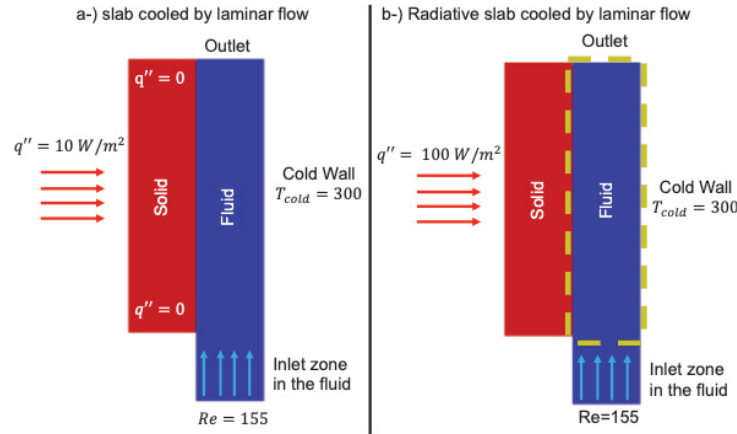 a-) slab cooled by laminar flow
Outlet
q'' = 0
q'' = 10 W/m²
Solid
Fluid
Cold Wall
T_cold = 300
q'' = 0
Inlet zone
in the fluid
Re = 155
b-) Radiative slab cooled by laminar flow
Outlet
q'' = 100 W/m²
Solid
Fluid
Cold Wall
T_cold = 300
Inlet zone
in the fluid
Re=155